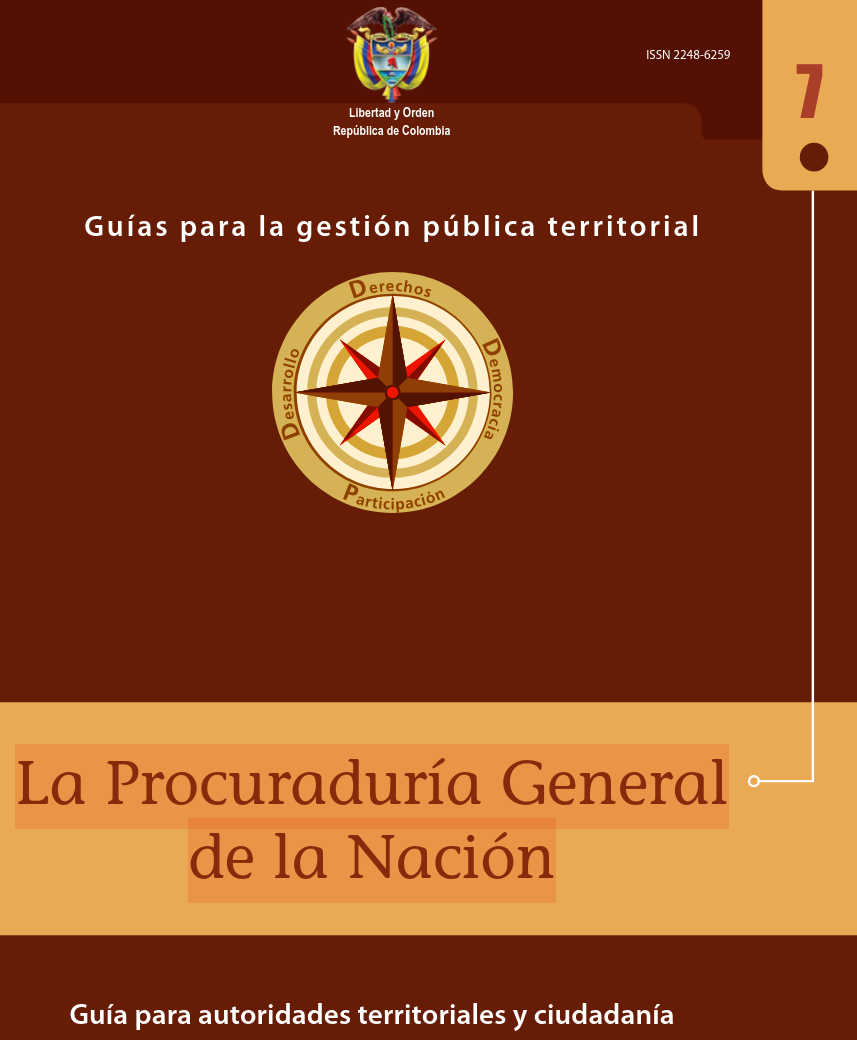 ISSN 2248-6259
7
Libertad y Orden
República de Colombia
Guías para la gestión pública territorial
Derechos
Democracia
Participación
Desarrollo
La Procuraduría General
de la Nación
Guía para autoridades territoriales y ciudadanía